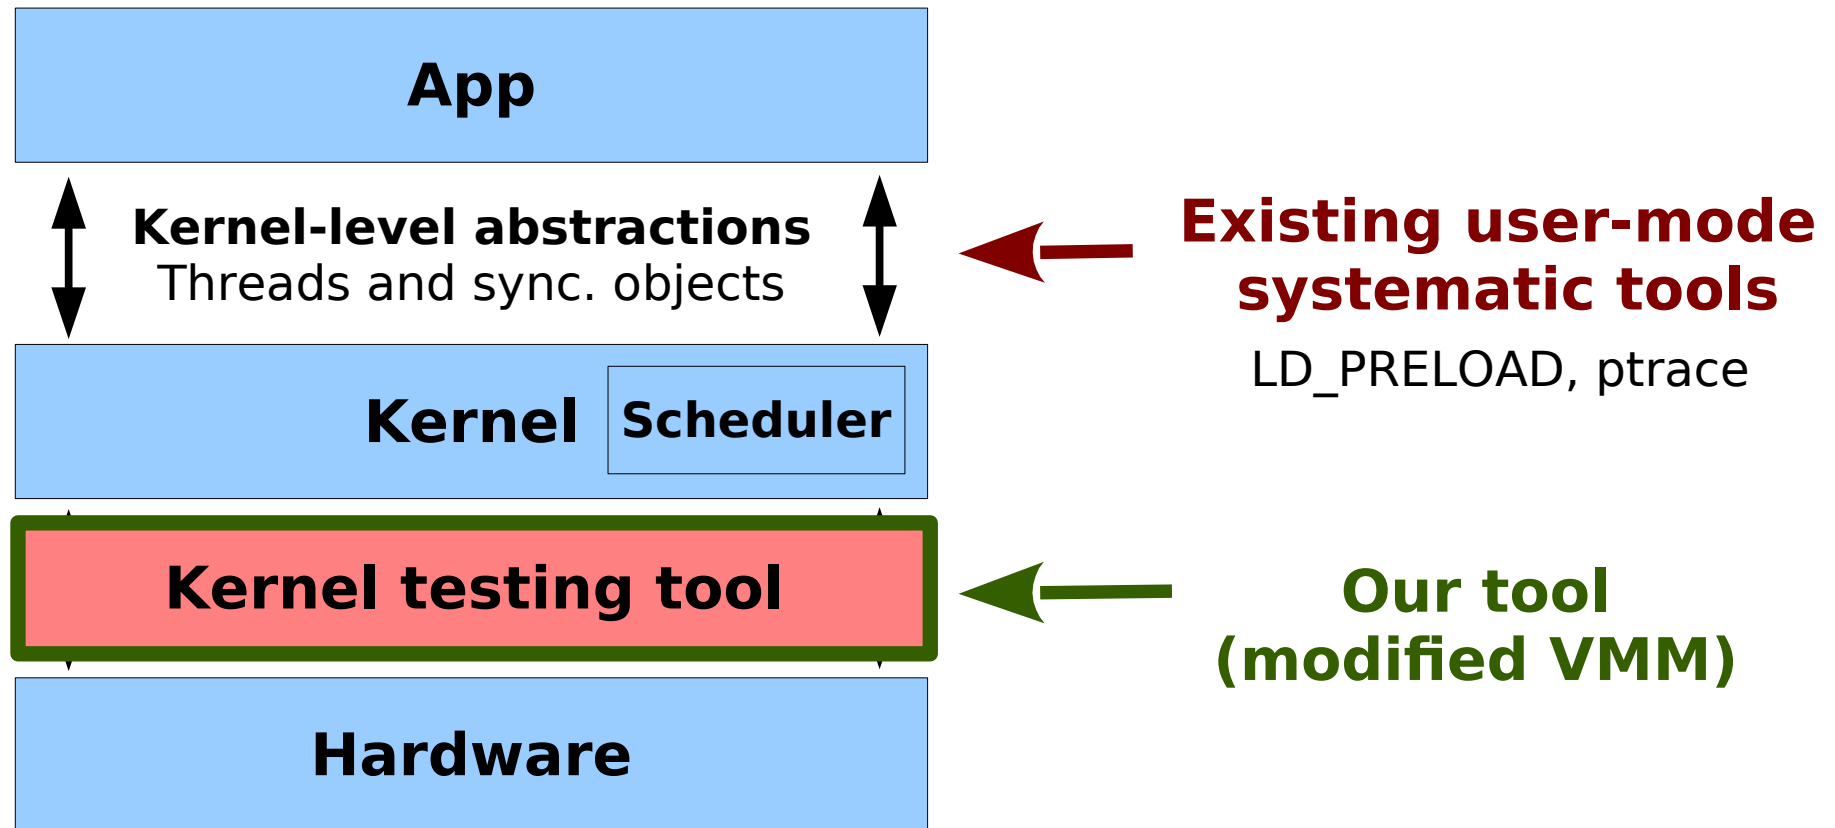 App
Kernel-level abstractions
Threads and sync. objects
Existing user-mode
systematic tools
LD_PRELOAD, ptrace
Kernel
Scheduler
Kernel testing tool
Our tool
(modified VMM)
Hardware